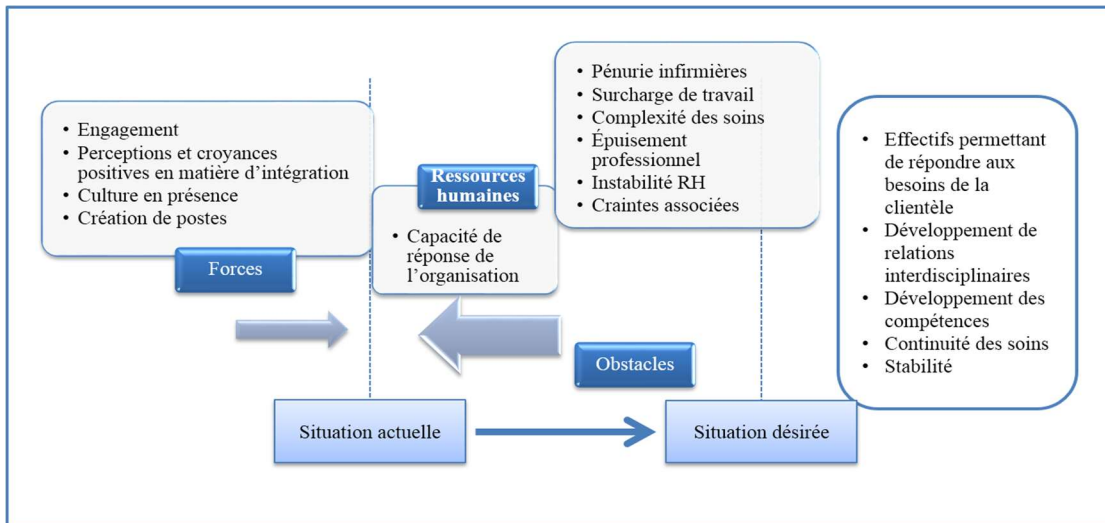 • Engagement
• Perceptions et croyances
positives en matière d’intégration
• Culture en présence
• Création de postes
Forces
Ressources
humaines
• Capacité de
réponse de
l’organisation
• Pénurie infirmières
• Surcharge de travail
• Complexité des soins
• Épuisement
professionnel
• Instabilité RH
• Craintes associées
Obstacles
• Effectifs permettant
de répondre aux
besoins de la
clientèle
• Développement de
relations
interdisciplinaires
• Développement des
compétences
• Continuité des soins
• Stabilité
Situation actuelle
Situation désirée